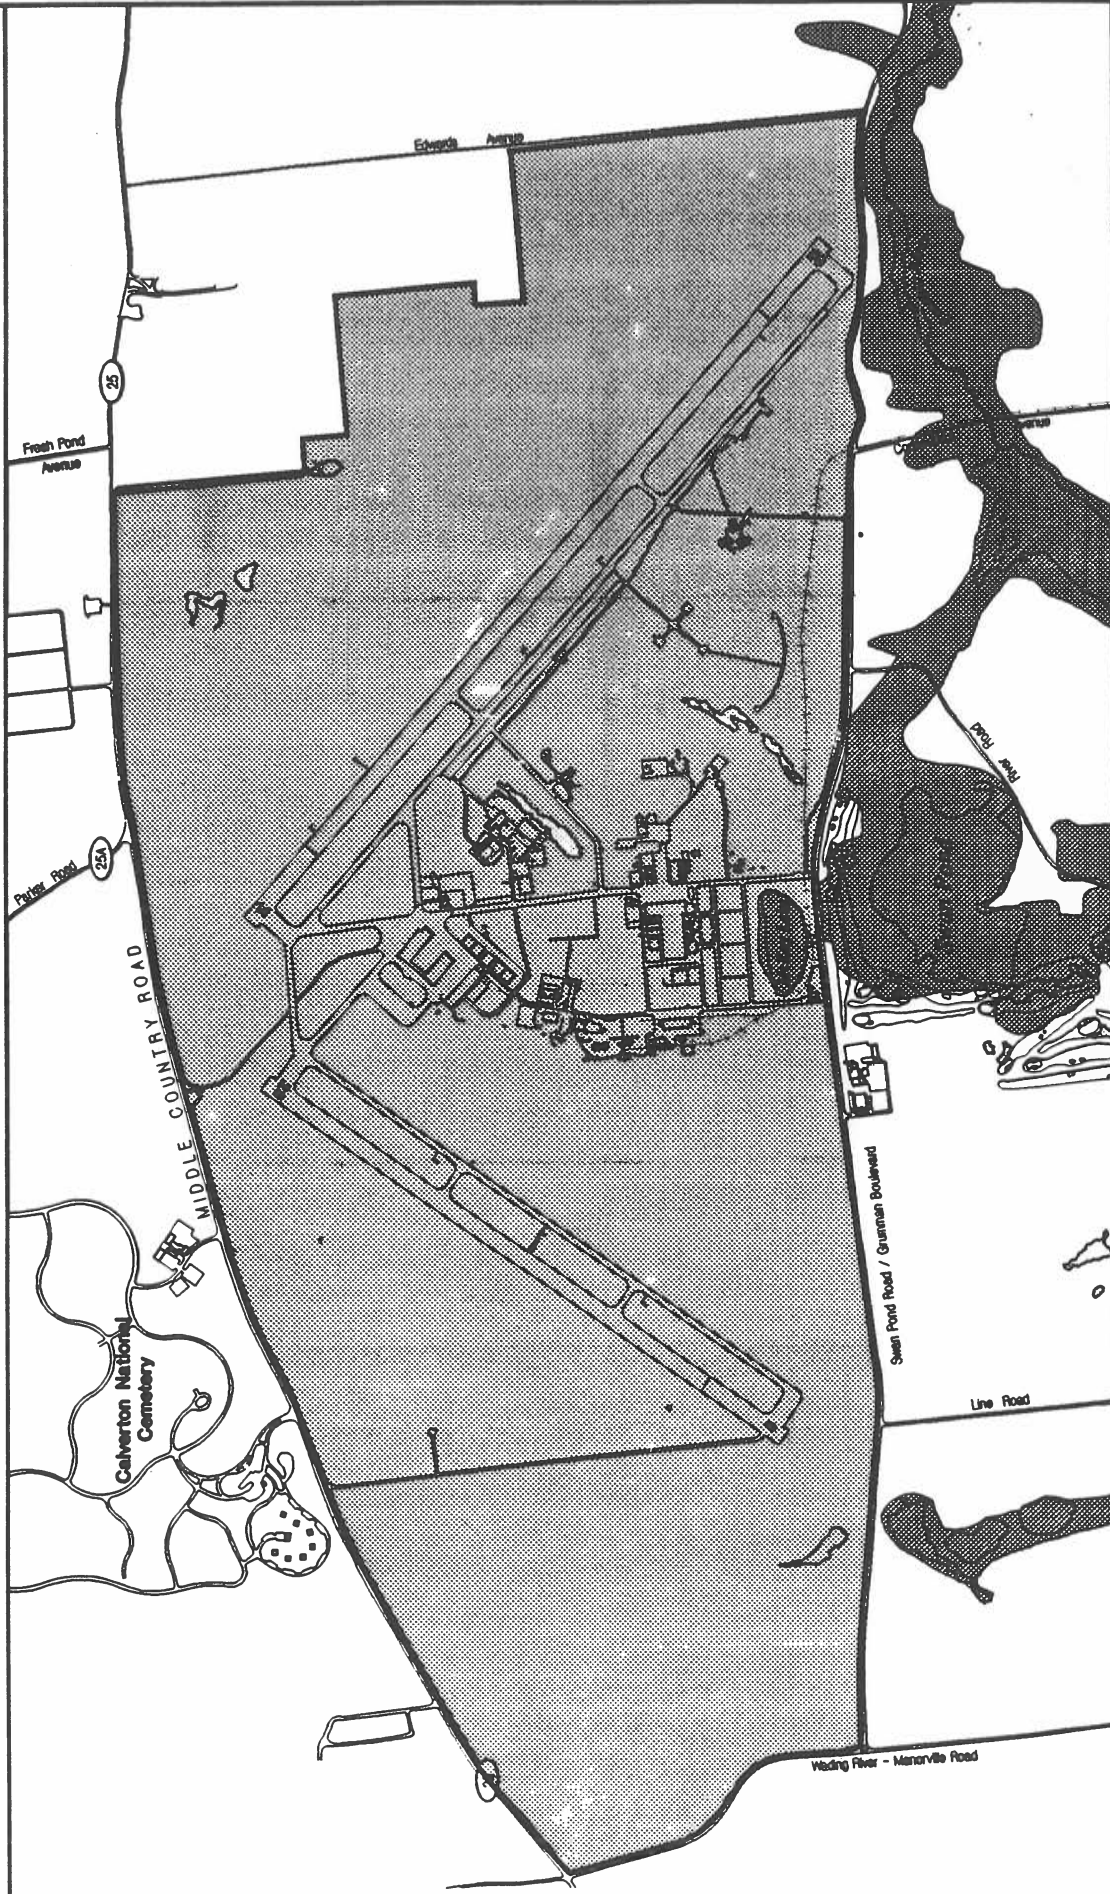 Edwards Avenue
25
Fresh Pond
Avenue
25A
Parker Road
MIDDLE COUNTRY ROAD
Calverton National
Cemetery
River Road
Swan Pond Road / Grumman Boulevard
Line Road
Wading River - Manorville Road